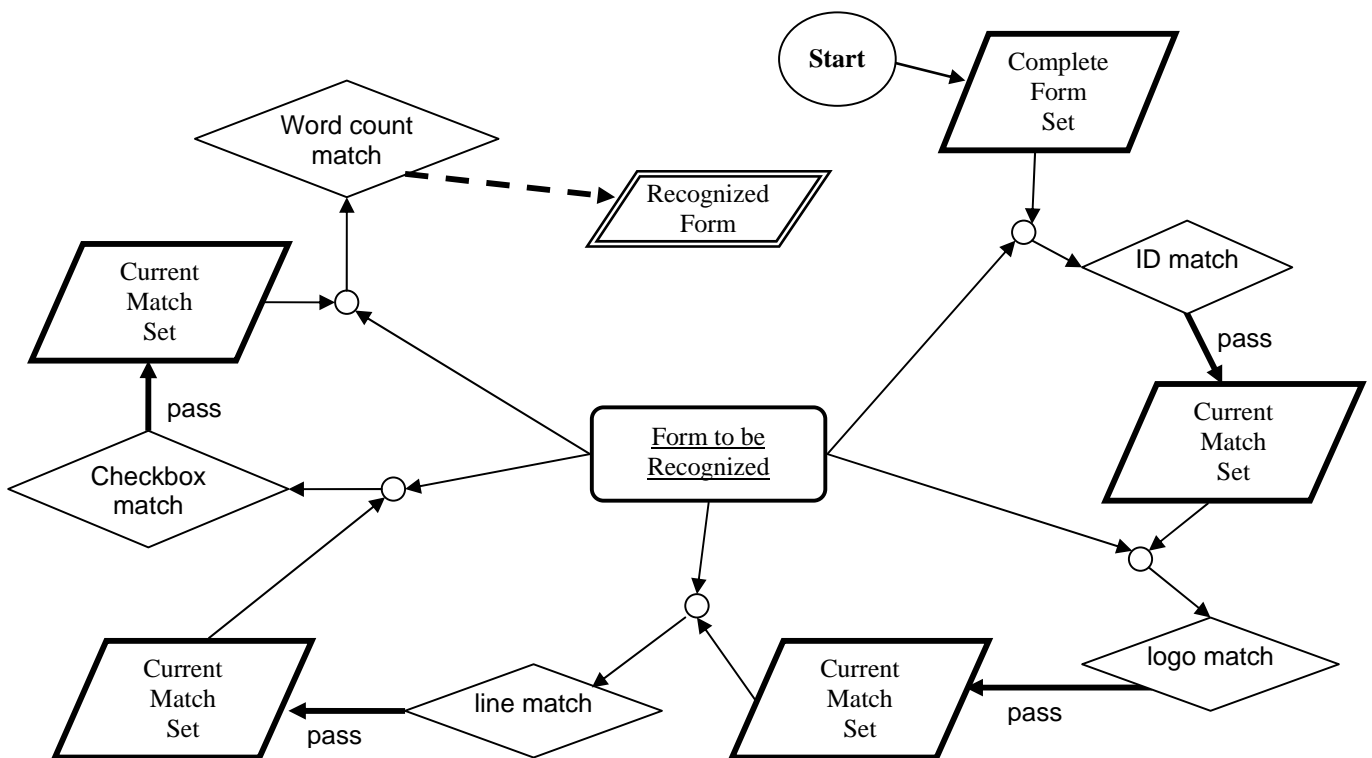 Start
Complete
Form
Set
Word count
match
Recognized
Form
ID match
Current
Match
Set
pass
Current
Match
Set
pass
Form to be
Recognized
Checkbox
match
Current
Match
Set
logo match
pass
Current
Match
Set
line match
pass
Current
Match
Set